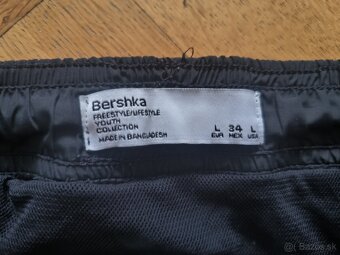 Bershka
FREESTYLE/LIFESTYLE
YOUTH
COLLECTION
MADE IN BANGLADESH
L 34 L
EUR MEX USA
Bazos.sk